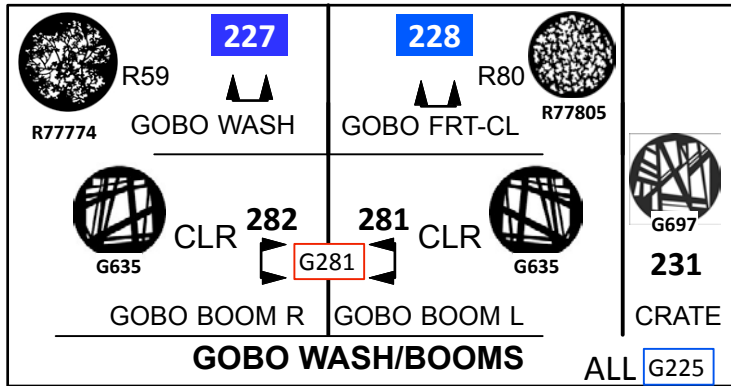 227
228
R59
R80
R77774
R77805
GOBO WASH
GOBO FRT-CL
G697
282
281
CLR
CLR
G635
G281
G635
231
GOBO BOOM R
GOBO BOOM L
CRATE
GOBO WASH/BOOMS
ALL G225